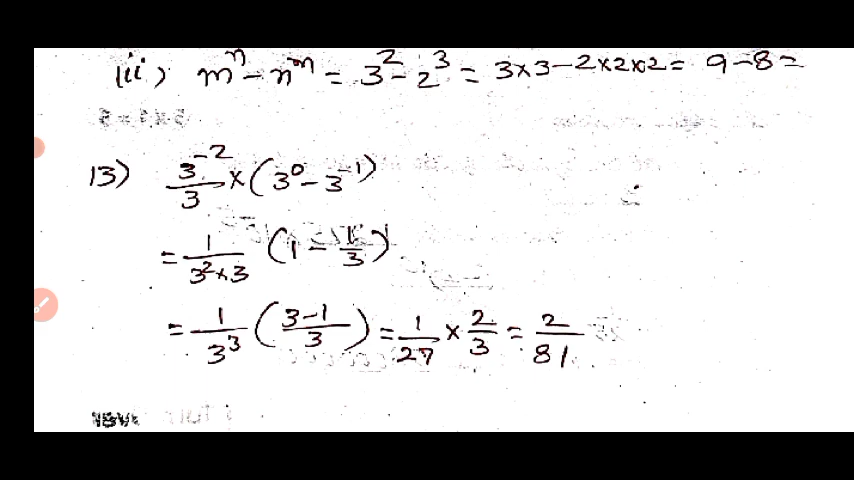 (ii) mⁿ - nᵐ = 3² - 2³ = 3×3 - 2×2×2 = 9 - 8 =
13) 3⁻²/3 × (3⁰ - 3⁻¹)
= 1/3²×3 (1 - 1/3)
= 1/3³ (3-1/3) = 1/27 × 2/3 = 2/81